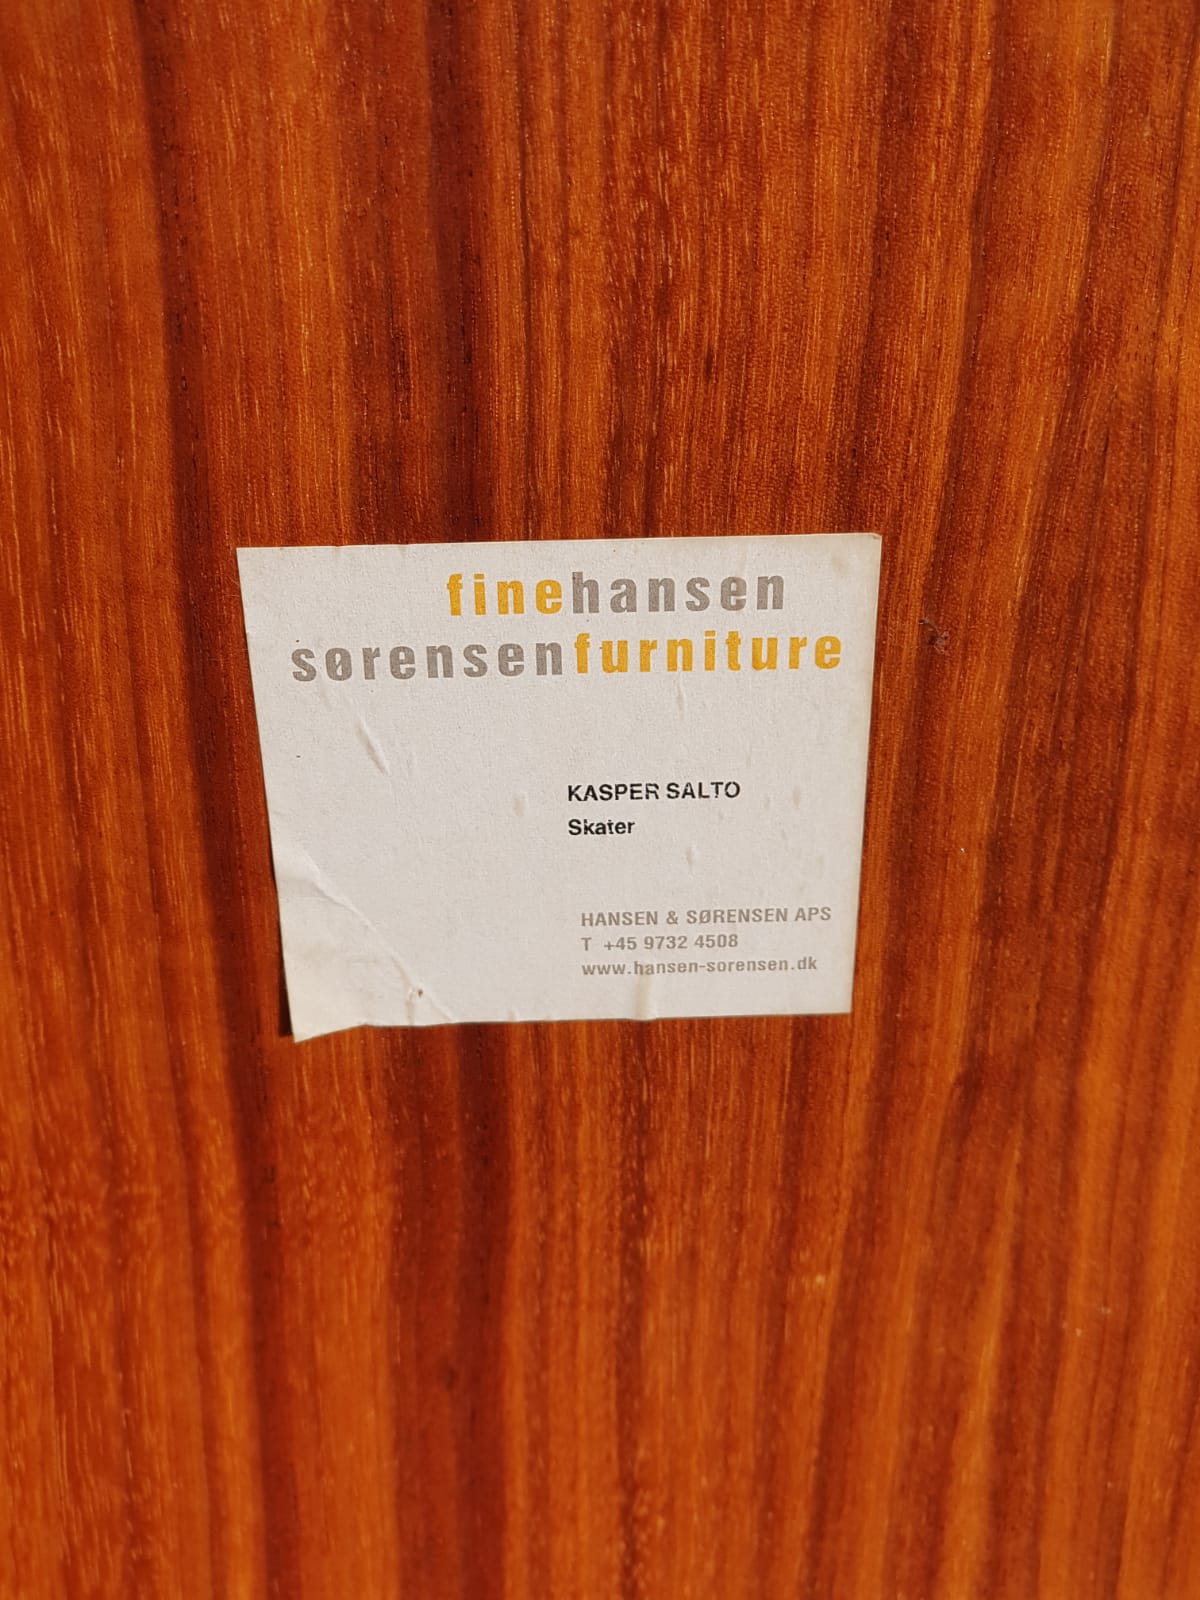 finehansen
sørensenfurniture
KASPER SALTO
Skater
HANSEN & SØRENSEN APS
T +45 9732 4508
www.hansen-sorensen.dk